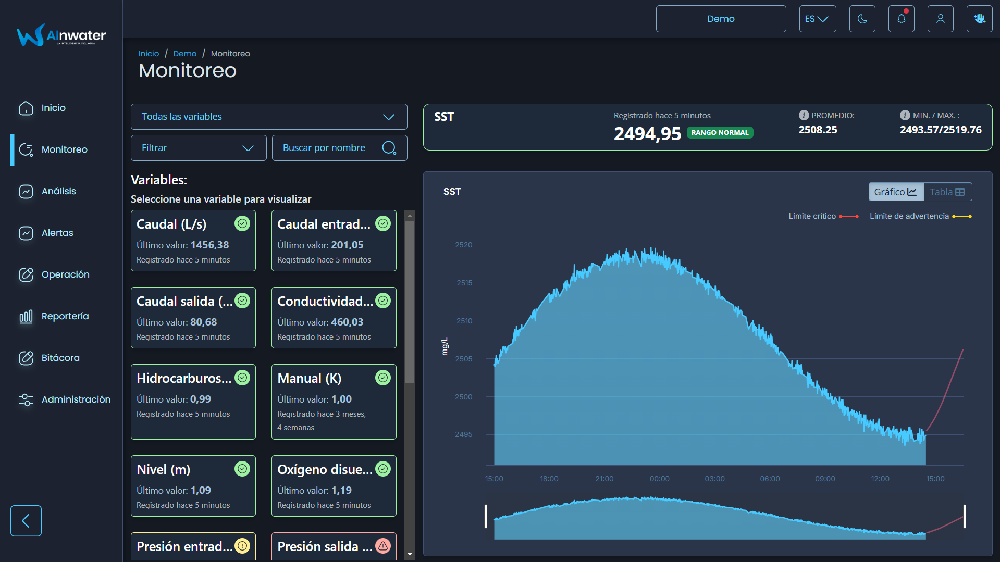 AInwater
LA INTELIGENCIA DEL AGUA
Demo
ES
Inicio / Demo / Monitoreo
Monitoreo
Inicio
Monitoreo
Análisis
Alertas
Operación
Reportería
Bitácora
Administración
Todas las variables
Filtrar
Buscar por nombre
Variables:
Seleccione una variable para visualizar
Caudal (L/s)
Último valor: 1456,38
Registrado hace 5 minutos
Caudal entrad...
Último valor: 201,05
Registrado hace 5 minutos
Caudal salida (...
Último valor: 80,68
Registrado hace 5 minutos
Conductividad...
Último valor: 460,03
Registrado hace 5 minutos
Hidrocarburos...
Último valor: 0,99
Registrado hace 5 minutos
Manual (K)
Último valor: 1,00
Registrado hace 3 meses,
4 semanas
Nivel (m)
Último valor: 1,09
Registrado hace 5 minutos
Oxígeno disue...
Último valor: 1,19
Registrado hace 5 minutos
Presión entrad...
Presión salida ...
SST
Registrado hace 5 minutos
2494,95 RANGO NORMAL
PROMEDIO:
2508.25
MIN. / MAX. :
2493.57/2519.76
SST
Gráfico
Tabla
Límite crítico
Límite de advertencia
mg/L
2520
2515
2510
2505
2500
2495
15:00 18:00 21:00 00:00 03:00 06:00 09:00 12:00 15:00